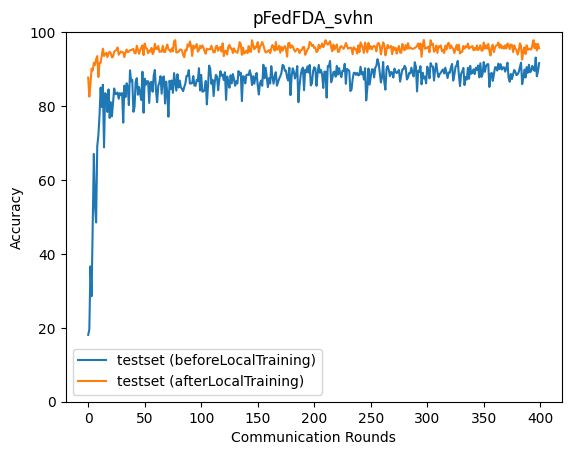 pFedFDA_svhn
100
80
60
40
20
0
Accuracy
testset (beforeLocalTraining)
testset (afterLocalTraining)
0 50 100 150 200 250 300 350 400
Communication Rounds